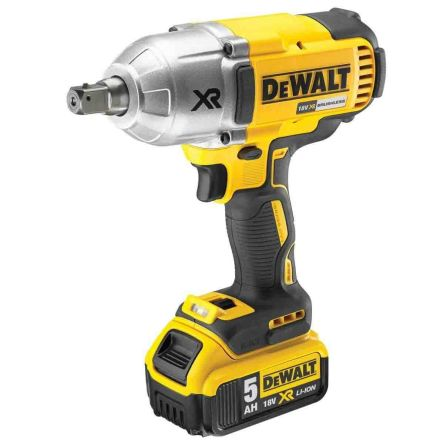 XR
DEWALT
18V XR BRUSHLESS
5 AH
DEWALT
18V XR LI-ION